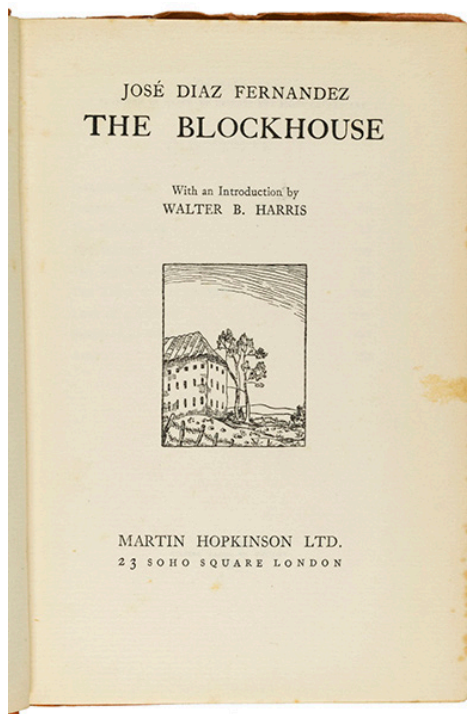 JOSÉ DIAZ FERNANDEZ
THE BLOCKHOUSE
With an Introduction by
WALTER B. HARRIS
MARTIN HOPKINSON LTD.
23 SOHO SQUARE LONDON